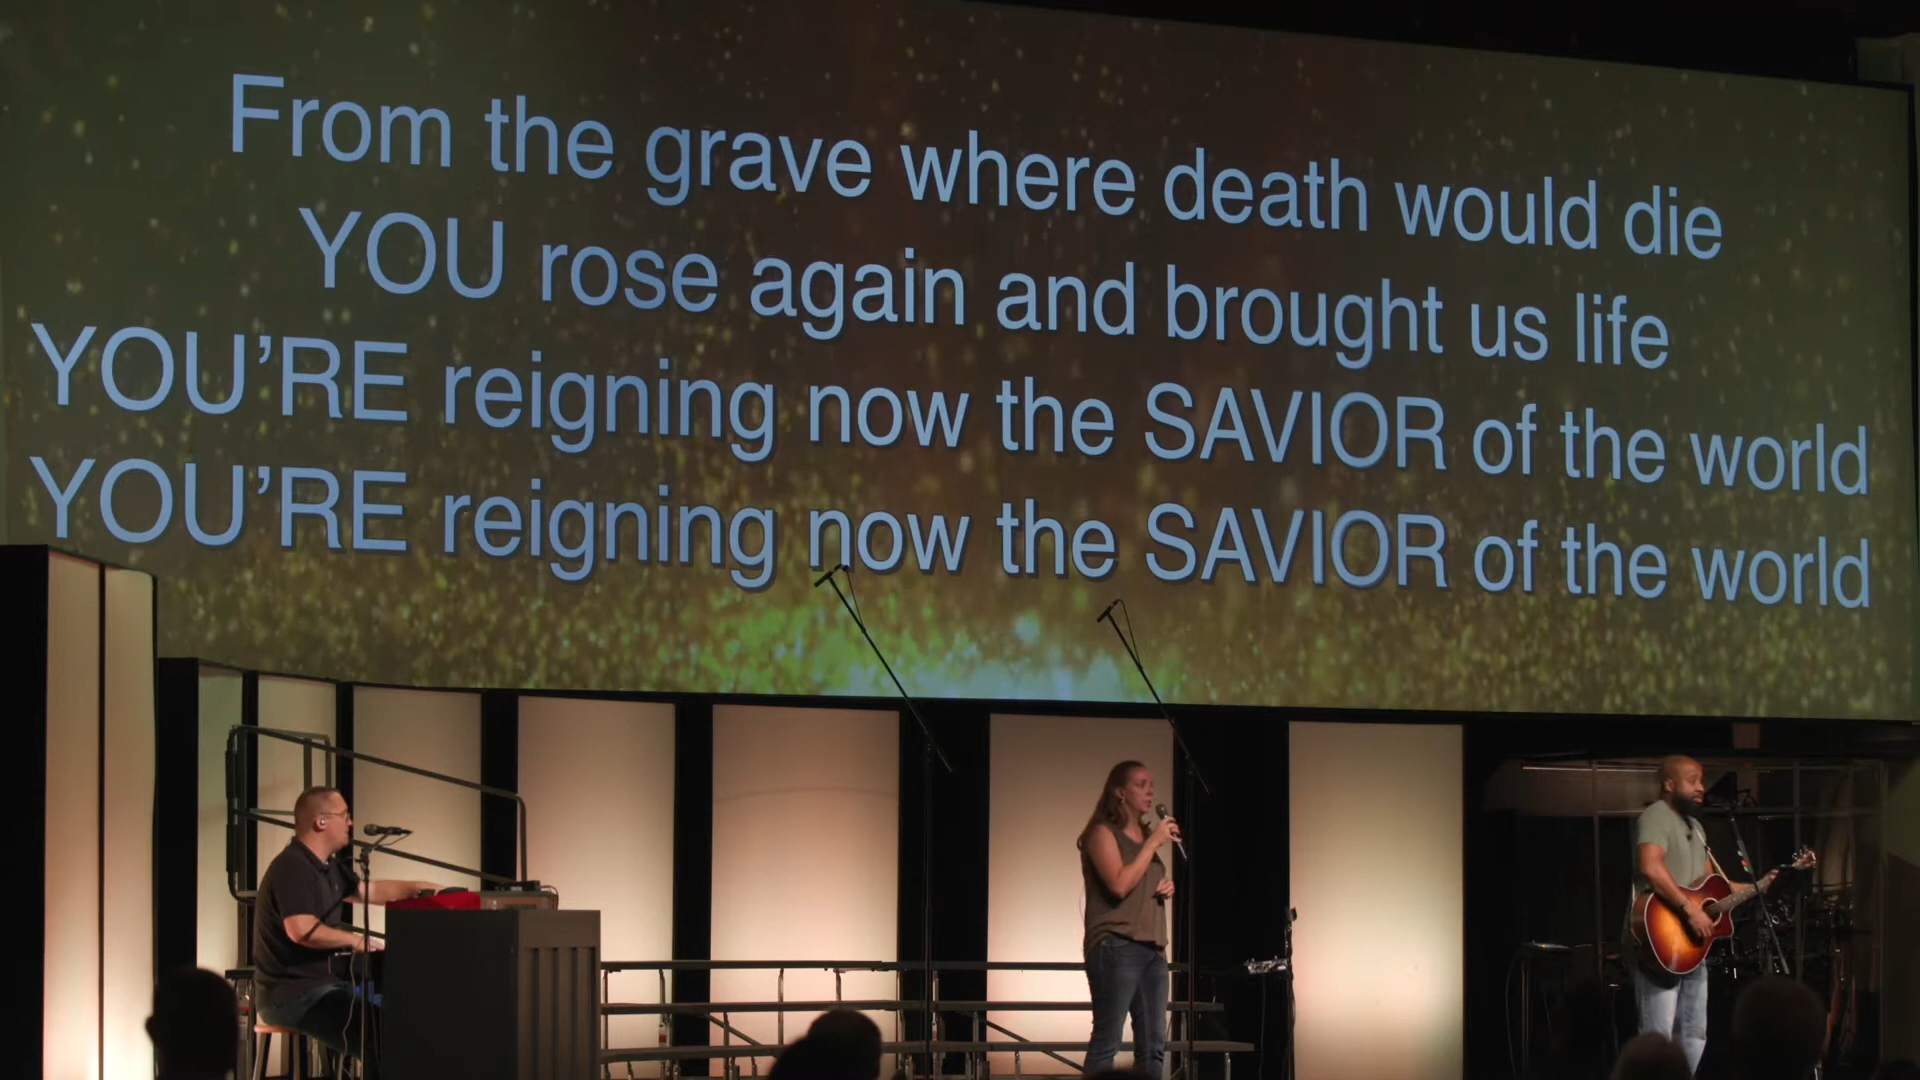 From the grave where death would die
YOU rose again and brought us life
YOU’RE reigning now the SAVIOR of the world
YOU’RE reigning now the SAVIOR of the world